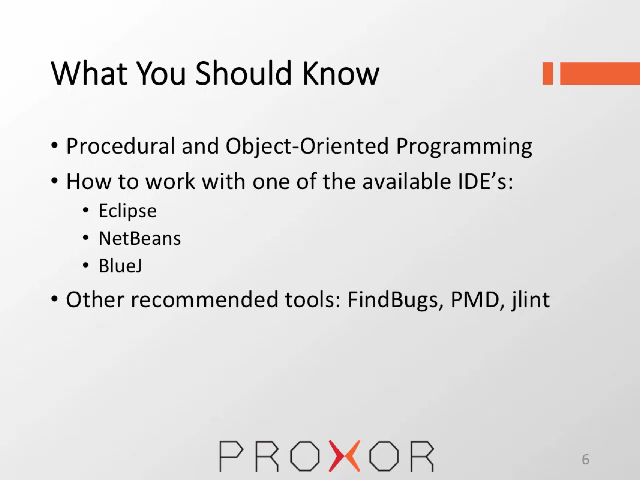 What You Should Know
• Procedural and Object-Oriented Programming
• How to work with one of the available IDE’s:
• Eclipse
• NetBeans
• BlueJ
• Other recommended tools: FindBugs, PMD, jlint
PROXOR
6